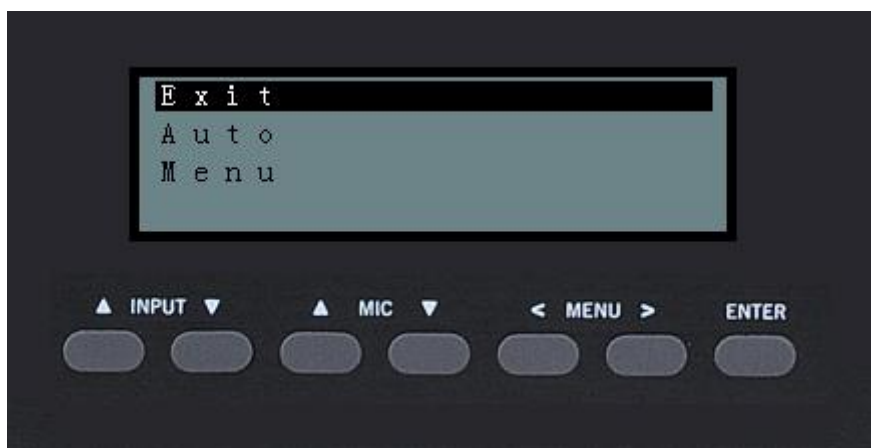 Exit
Auto
Menu
▲ INPUT ▼ ▲ MIC ▼ < MENU > ENTER